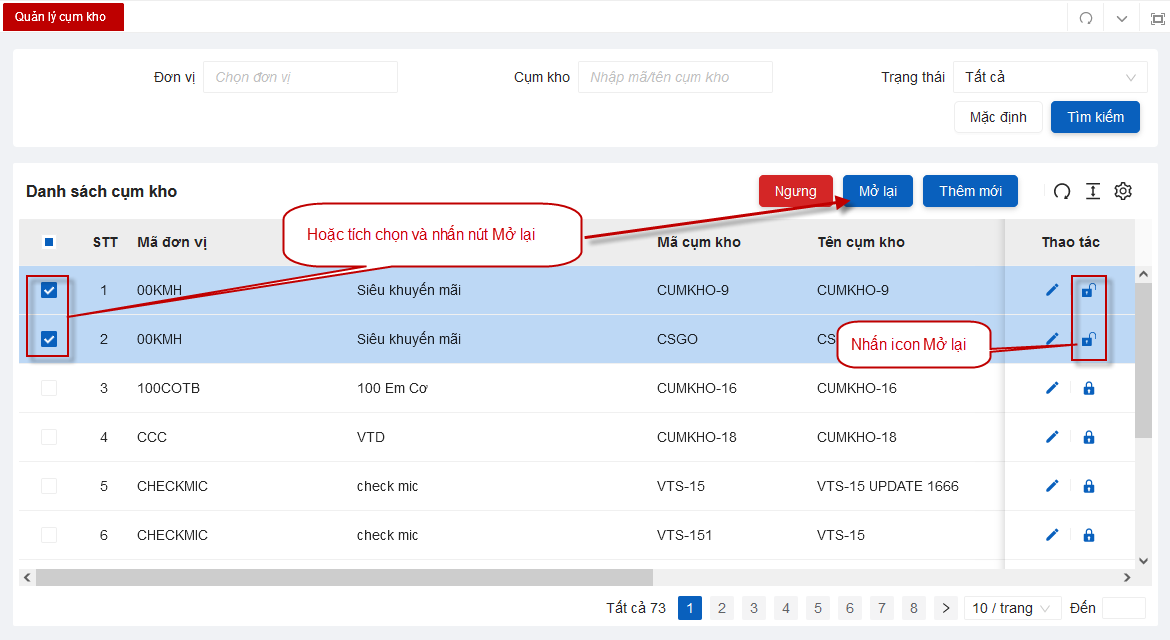 Quản lý cụm kho
Đơn vị Chọn đơn vị Cụm kho Nhập mã/tên cụm kho Trạng thái Tất cả
Mặc định Tìm kiếm
Danh sách cụm kho Ngưng Mở lại Thêm mới
Hoặc tích chọn và nhấn nút Mở lại
STT Mã đơn vị Mã cụm kho Tên cụm kho Thao tác
1 00KMH Siêu khuyến mãi CUMKHO-9 CUMKHO-9
2 00KMH Siêu khuyến mãi CSGO CS
Nhấn icon Mở lại
3 100COTB 100 Em Cơ CUMKHO-16 CUMKHO-16
4 CCC VTD CUMKHO-18 CUMKHO-18
5 CHECKMIC check mic VTS-15 VTS-15 UPDATE 1666
6 CHECKMIC check mic VTS-151 VTS-15
Tất cả 73 1 2 3 4 5 6 7 8 10 / trang Đến